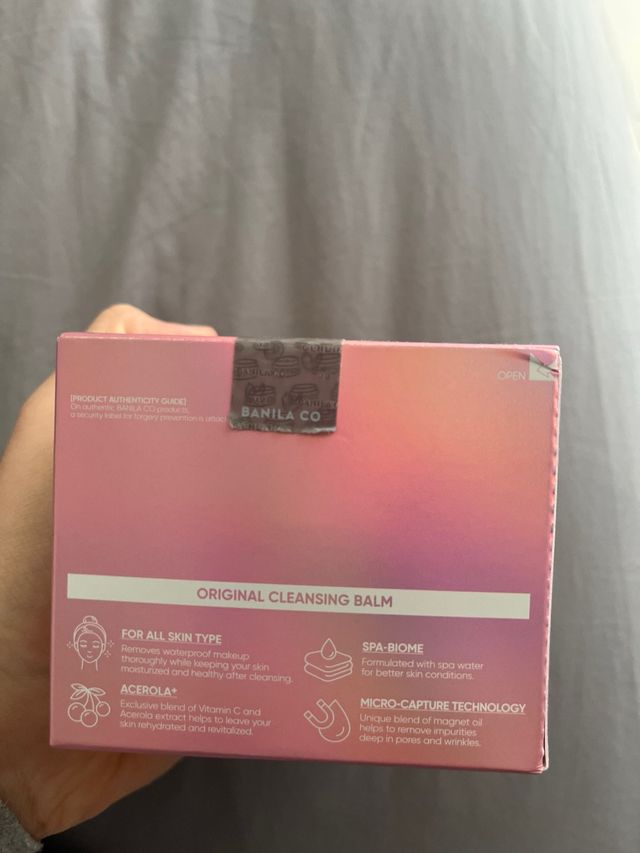 [PRODUCT AUTHENTICITY GUIDE]
On authentic BANILA CO products,
a security label for forgery prevention is
BANILA CO
OPEN
ORIGINAL CLEANSING BALM
FOR ALL SKIN TYPE
Removes waterproof makeup
thoroughly while keeping your skin
moisturized and healthy after cleansing.
SPA-BIOME
Formulated with spa water
for better skin conditions.
ACEROLA+
Exclusive blend of Vitamin C and
Acerola extract helps to leave your
skin rehydrated and revitalized.
MICRO-CAPTURE TECHNOLOGY
Unique blend of magnet oil
helps to remove impurities
deep in pores and wrinkles.